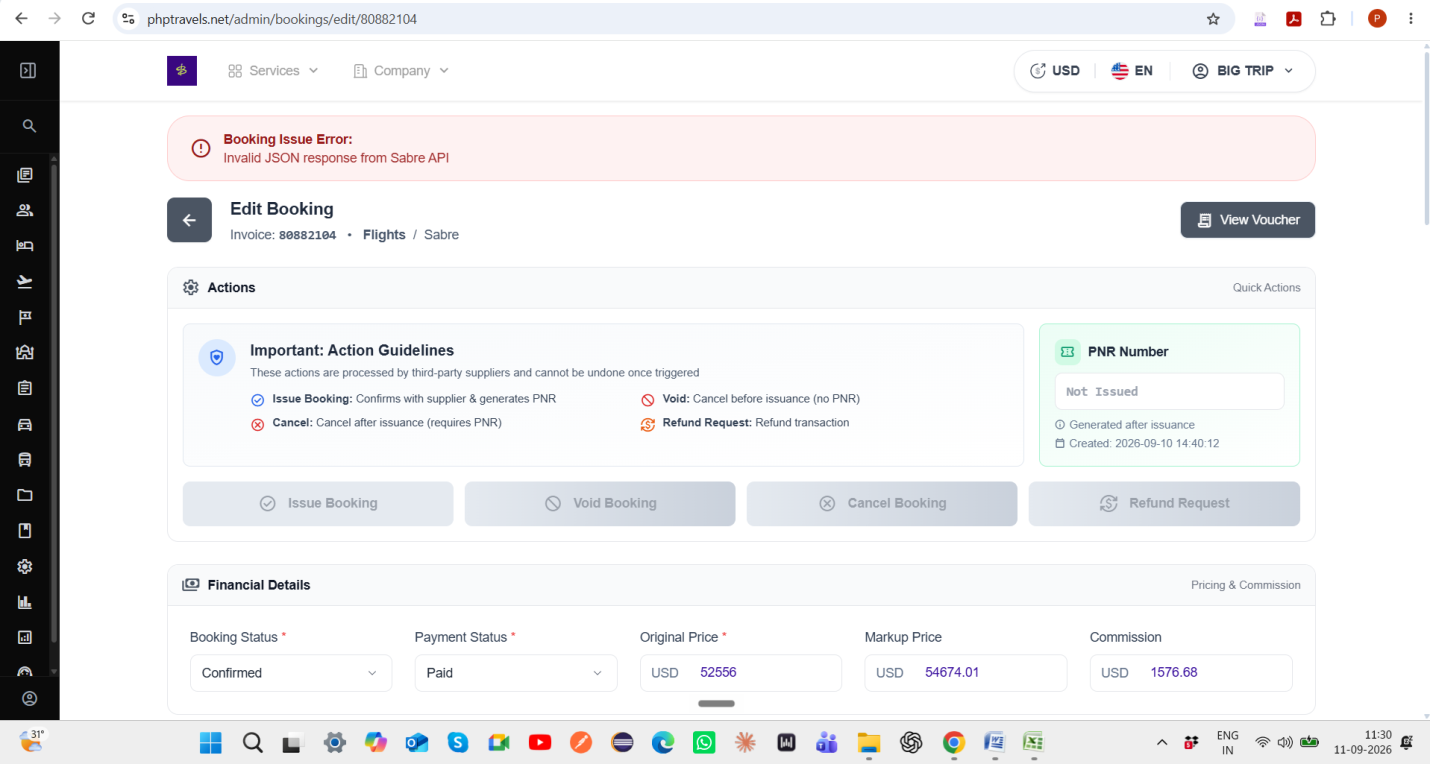 phptravels.net/admin/bookings/edit/80882104
P
Services
Company
USD
EN
BIG TRIP
Booking Issue Error:
Invalid JSON response from Sabre API
Edit Booking
Invoice: 80882104 • Flights / Sabre
View Voucher
Actions
Quick Actions
Important: Action Guidelines
These actions are processed by third-party suppliers and cannot be undone once triggered
Issue Booking: Confirms with supplier & generates PNR
Void: Cancel before issuance (no PNR)
Cancel: Cancel after issuance (requires PNR)
Refund Request: Refund transaction
PNR Number
Not Issued
Generated after issuance
Created: 2026-09-10 14:40:12
Issue Booking
Void Booking
Cancel Booking
Refund Request
Financial Details
Pricing & Commission
Booking Status *
Payment Status *
Original Price *
Markup Price
Commission
Confirmed
Paid
USD 52556
USD 54674.01
USD 1576.68
31°
ENG
IN
11:30
11-09-2026